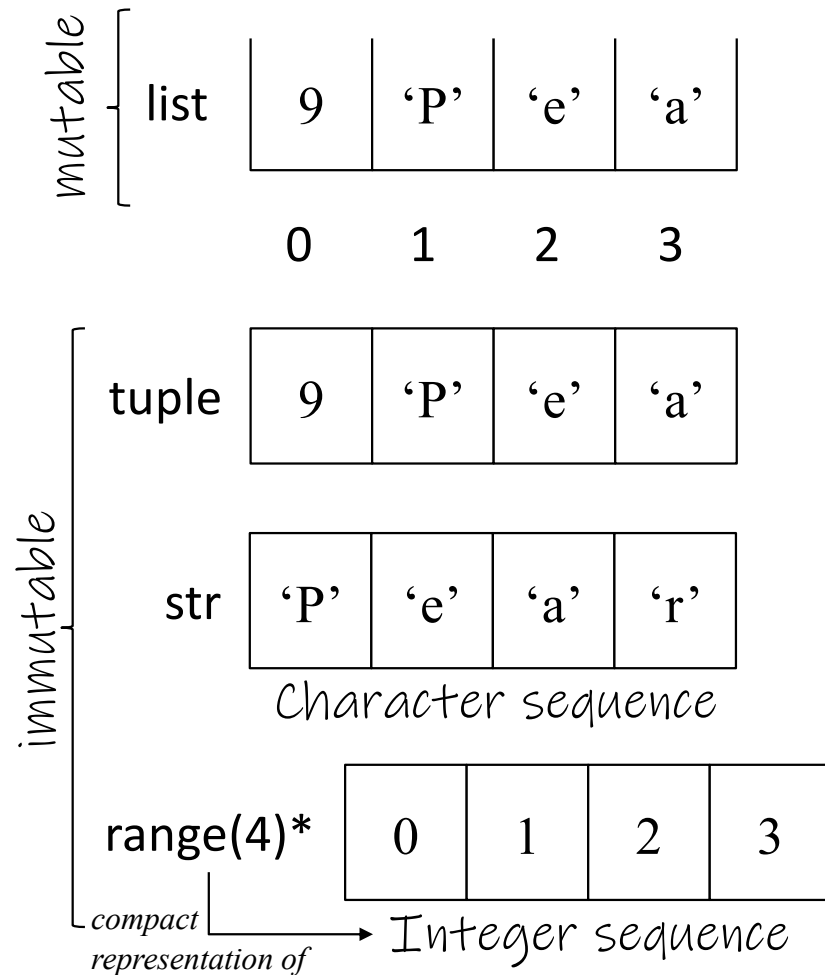 mutable
list 9 ‘P’ ‘e’ ‘a’
0 1 2 3
immutable
tuple 9 ‘P’ ‘e’ ‘a’
str ‘P’ ‘e’ ‘a’ ‘r’
Character sequence
range(4)* 0 1 2 3
compact
representation of
Integer sequence